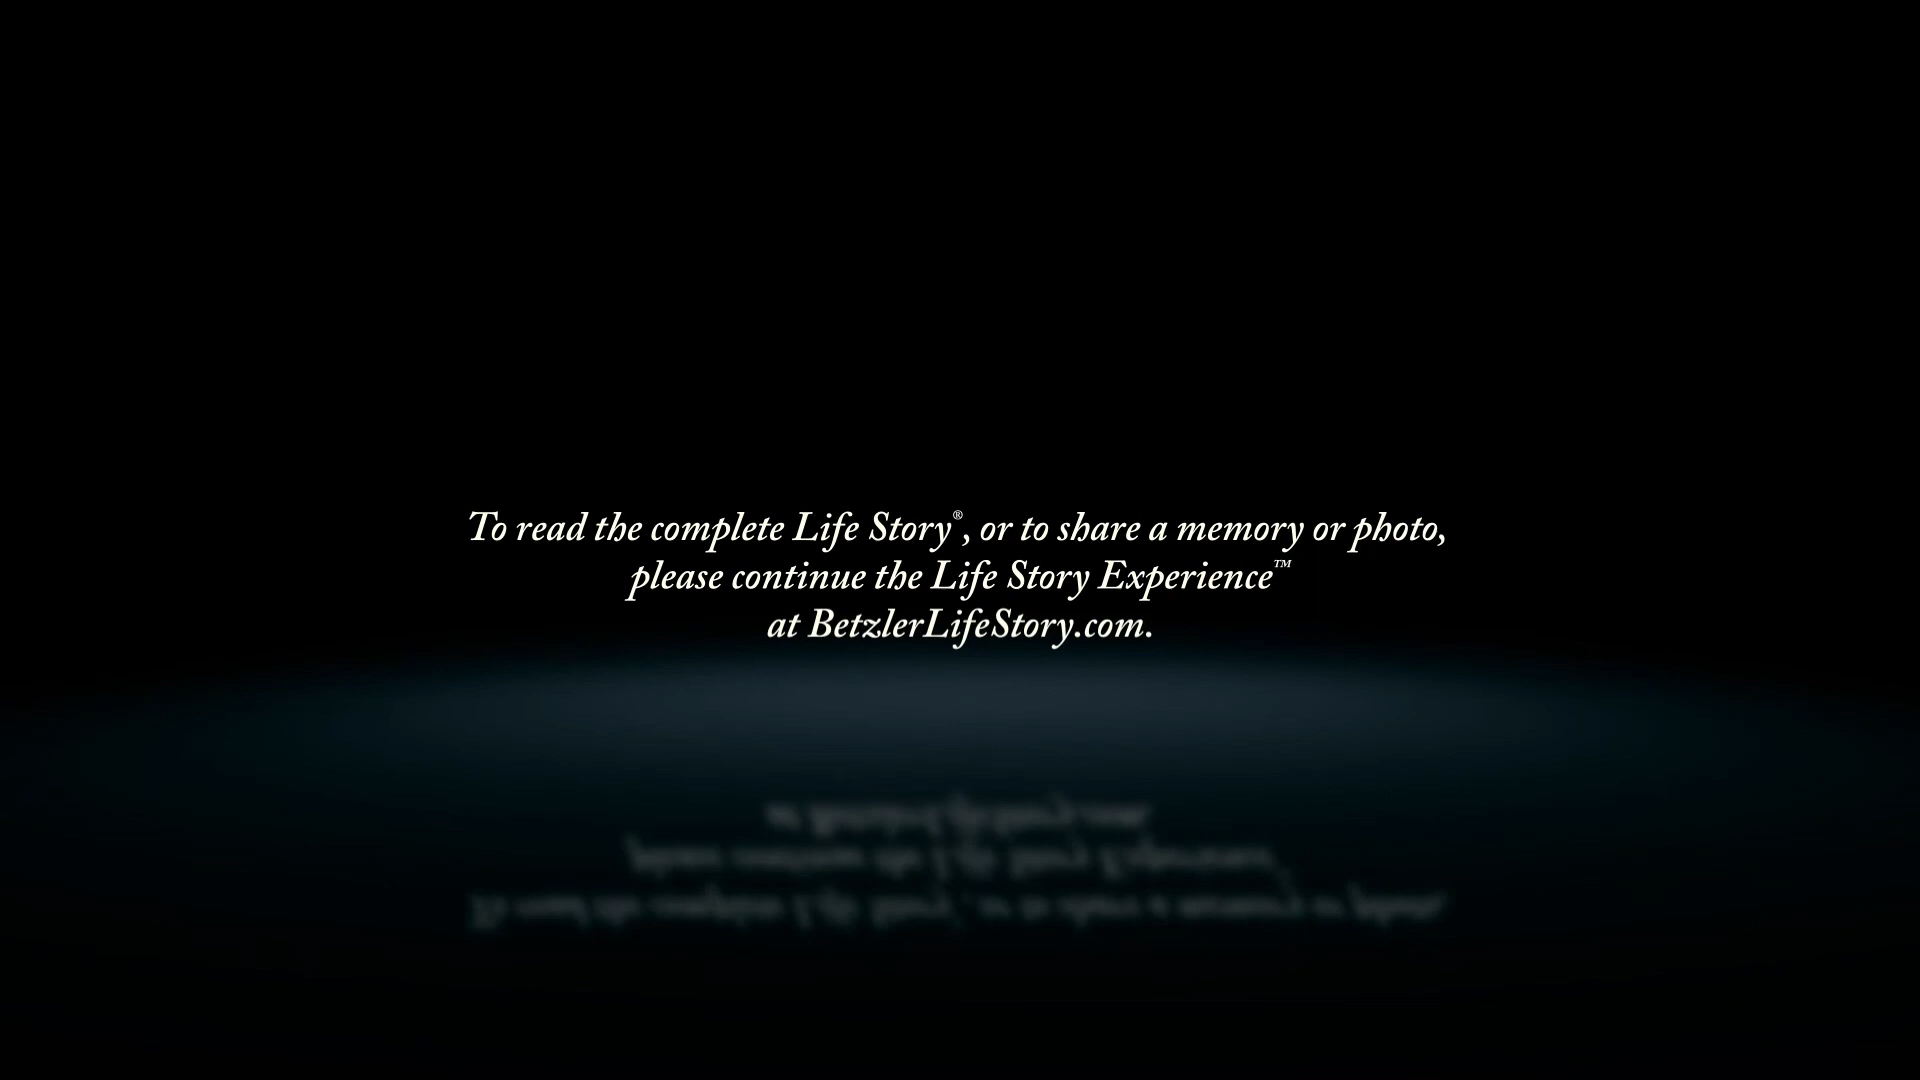 To read the complete Life Story®, or to share a memory or photo,
please continue the Life Story Experience™
at BetzlerLifeStory.com.